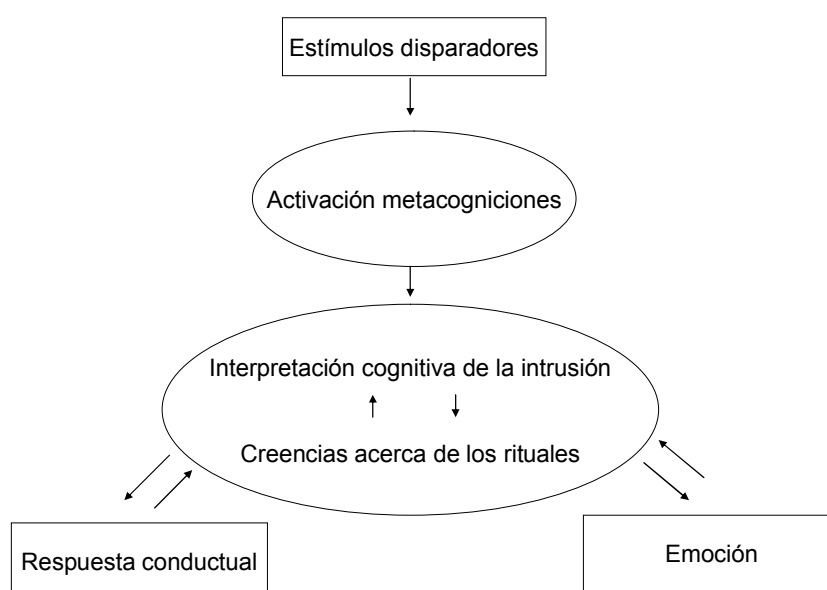 Estímulos disparadores
Activación metacogniciones
Interpretación cognitiva de la intrusión
Creencias acerca de los rituales
Respuesta conductual
Emoción